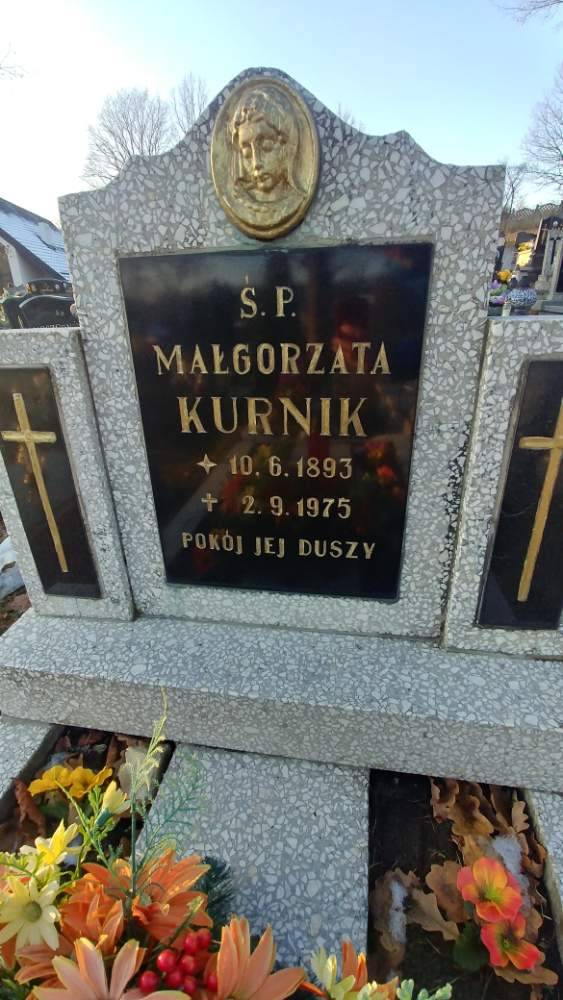 Ś. P.
MAŁGORZATA
KURNIK
10. 6. 1893
2. 9. 1975
POKÓJ JEJ DUSZY